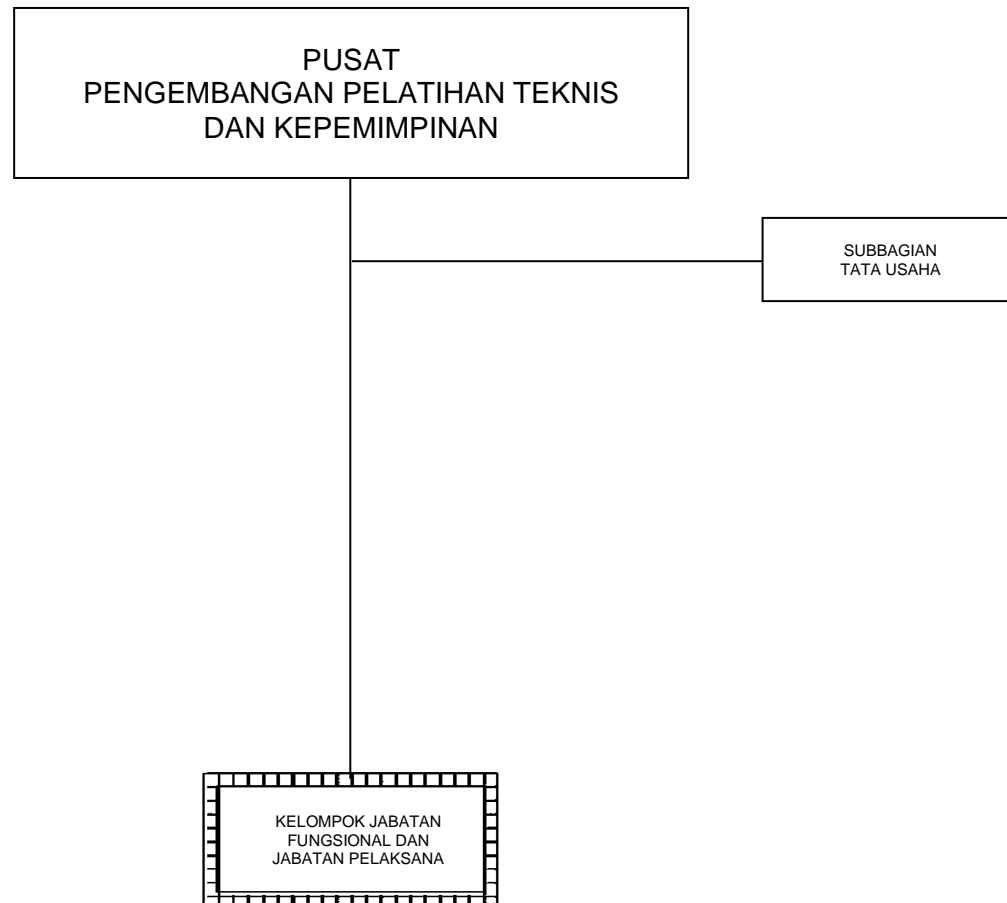 PUSAT
PENGEMBANGAN PELATIHAN TEKNIS
DAN KEPEMIMPINAN
SUBBAGIAN
TATA USAHA
KELOMPOK JABATAN
FUNGSIONAL DAN
JABATAN PELAKSANA